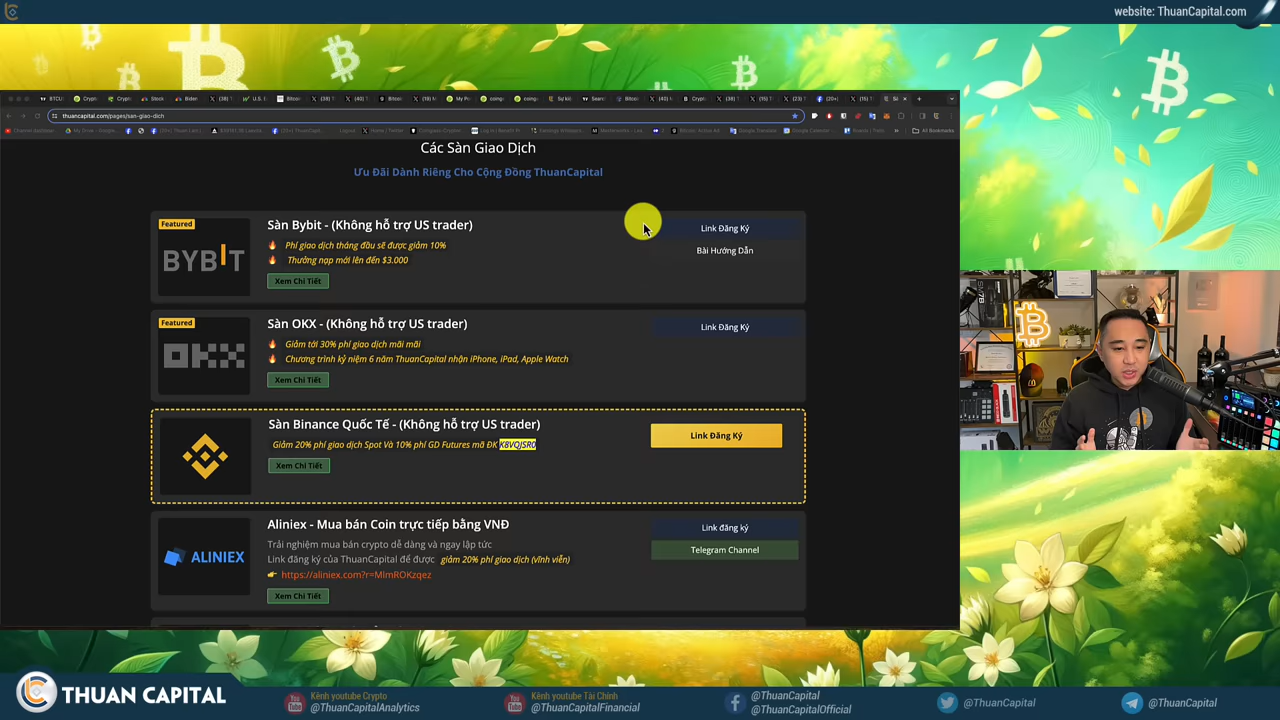 website: ThuanCapital.com
thuancapital.com/pages/san-giao-dich
All Bookmarks
Các Sàn Giao Dịch
Ưu Đãi Dành Riêng Cho Cộng Đồng ThuanCapital
Featured
BYBIT
Sàn Bybit - (Không hỗ trợ US trader)
Phí giao dịch tháng đầu sẽ được giảm 10%
Thưởng nạp mới lên đến $3.000
Xem Chi Tiết
Link Đăng Ký
Bài Hướng Dẫn
Featured
OKX
Sàn OKX - (Không hỗ trợ US trader)
Giảm tới 30% phí giao dịch mãi mãi
Chương trình kỷ niệm 6 năm ThuanCapital nhận iPhone, iPad, Apple Watch
Xem Chi Tiết
Link Đăng Ký
Sàn Binance Quốc Tế - (Không hỗ trợ US trader)
Giảm 20% phí giao dịch Spot Và 10% phí GD Futures mã ĐK K8VQJSR0
Xem Chi Tiết
Link Đăng Ký
ALINIEX
Aliniex - Mua bán Coin trực tiếp bằng VNĐ
Trải nghiệm mua bán crypto dễ dàng và ngay lập tức
Link đăng ký của ThuanCapital để được giảm 20% phí giao dịch (vĩnh viễn)
https://aliniex.com?r=MlmROKzqez
Xem Chi Tiết
Link đăng ký
Telegram Channel
THUAN CAPITAL
Kênh youtube Crypto
@ThuanCapitalAnalytics
Kênh youtube Tài Chính
@ThuanCapitalFinancial
@ThuanCapital
@ThuanCapitalOfficial
@ThuanCapital
@ThuanCapital